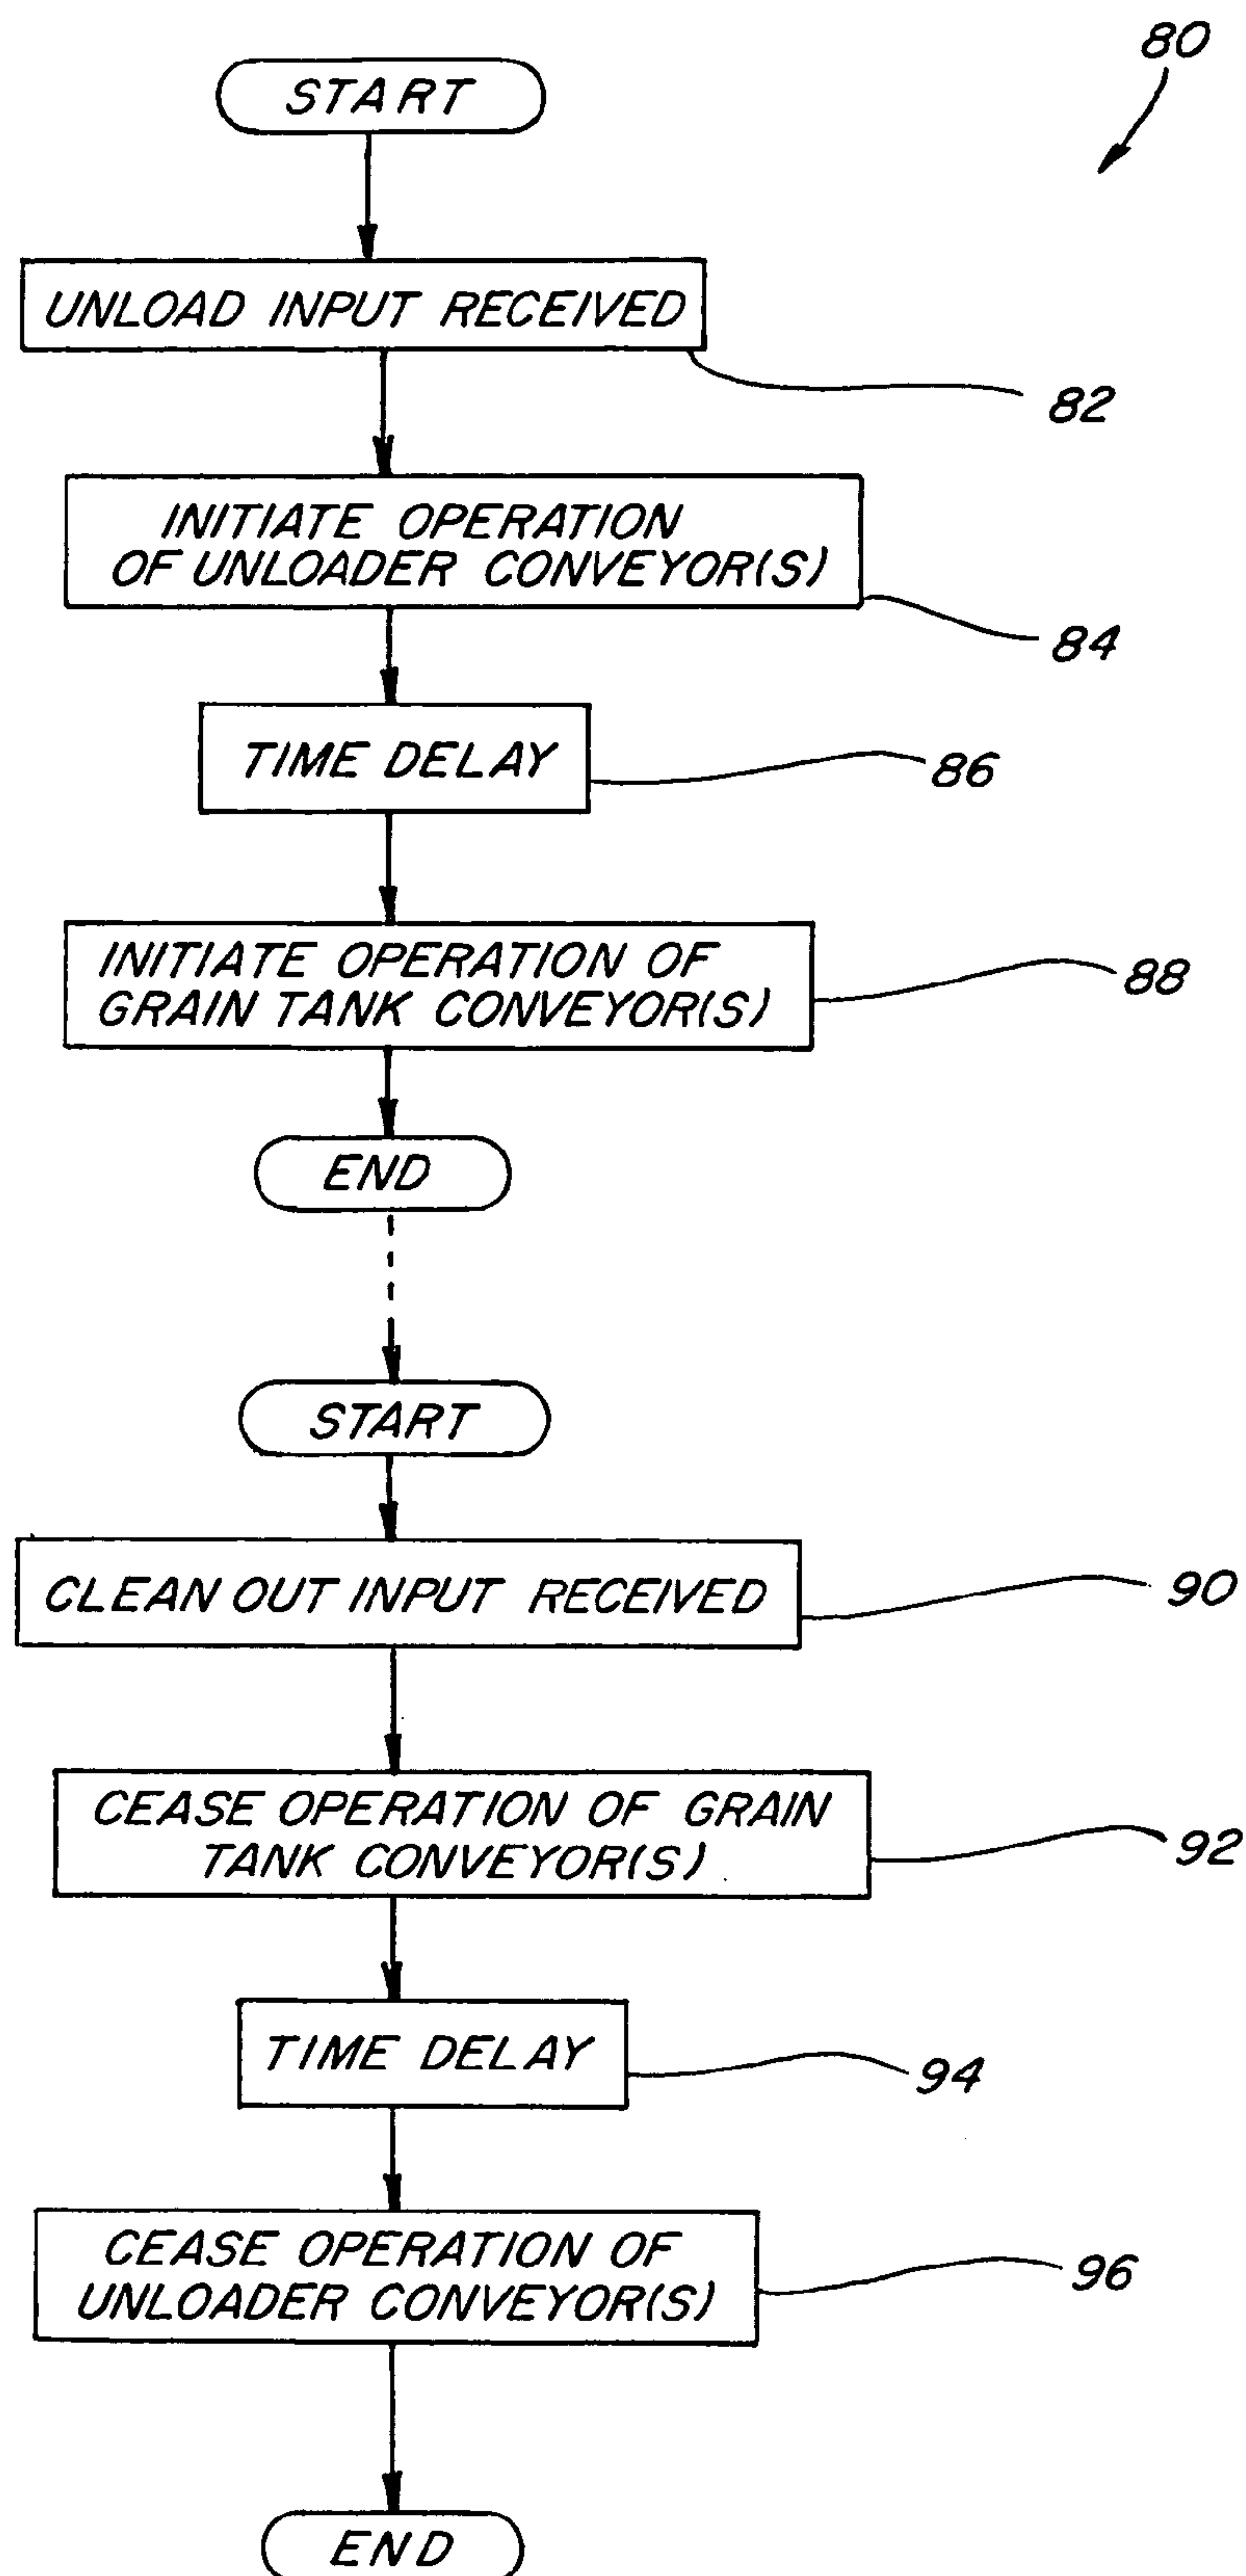 80
START
UNLOAD INPUT RECEIVED
82
INITIATE OPERATION
OF UNLOADER CONVEYOR(S)
84
TIME DELAY
86
INITIATE OPERATION OF
GRAIN TANK CONVEYOR(S)
88
END
START
CLEAN OUT INPUT RECEIVED
90
CEASE OPERATION OF GRAIN
TANK CONVEYOR(S)
92
TIME DELAY
94
CEASE OPERATION OF
UNLOADER CONVEYOR(S)
96
END